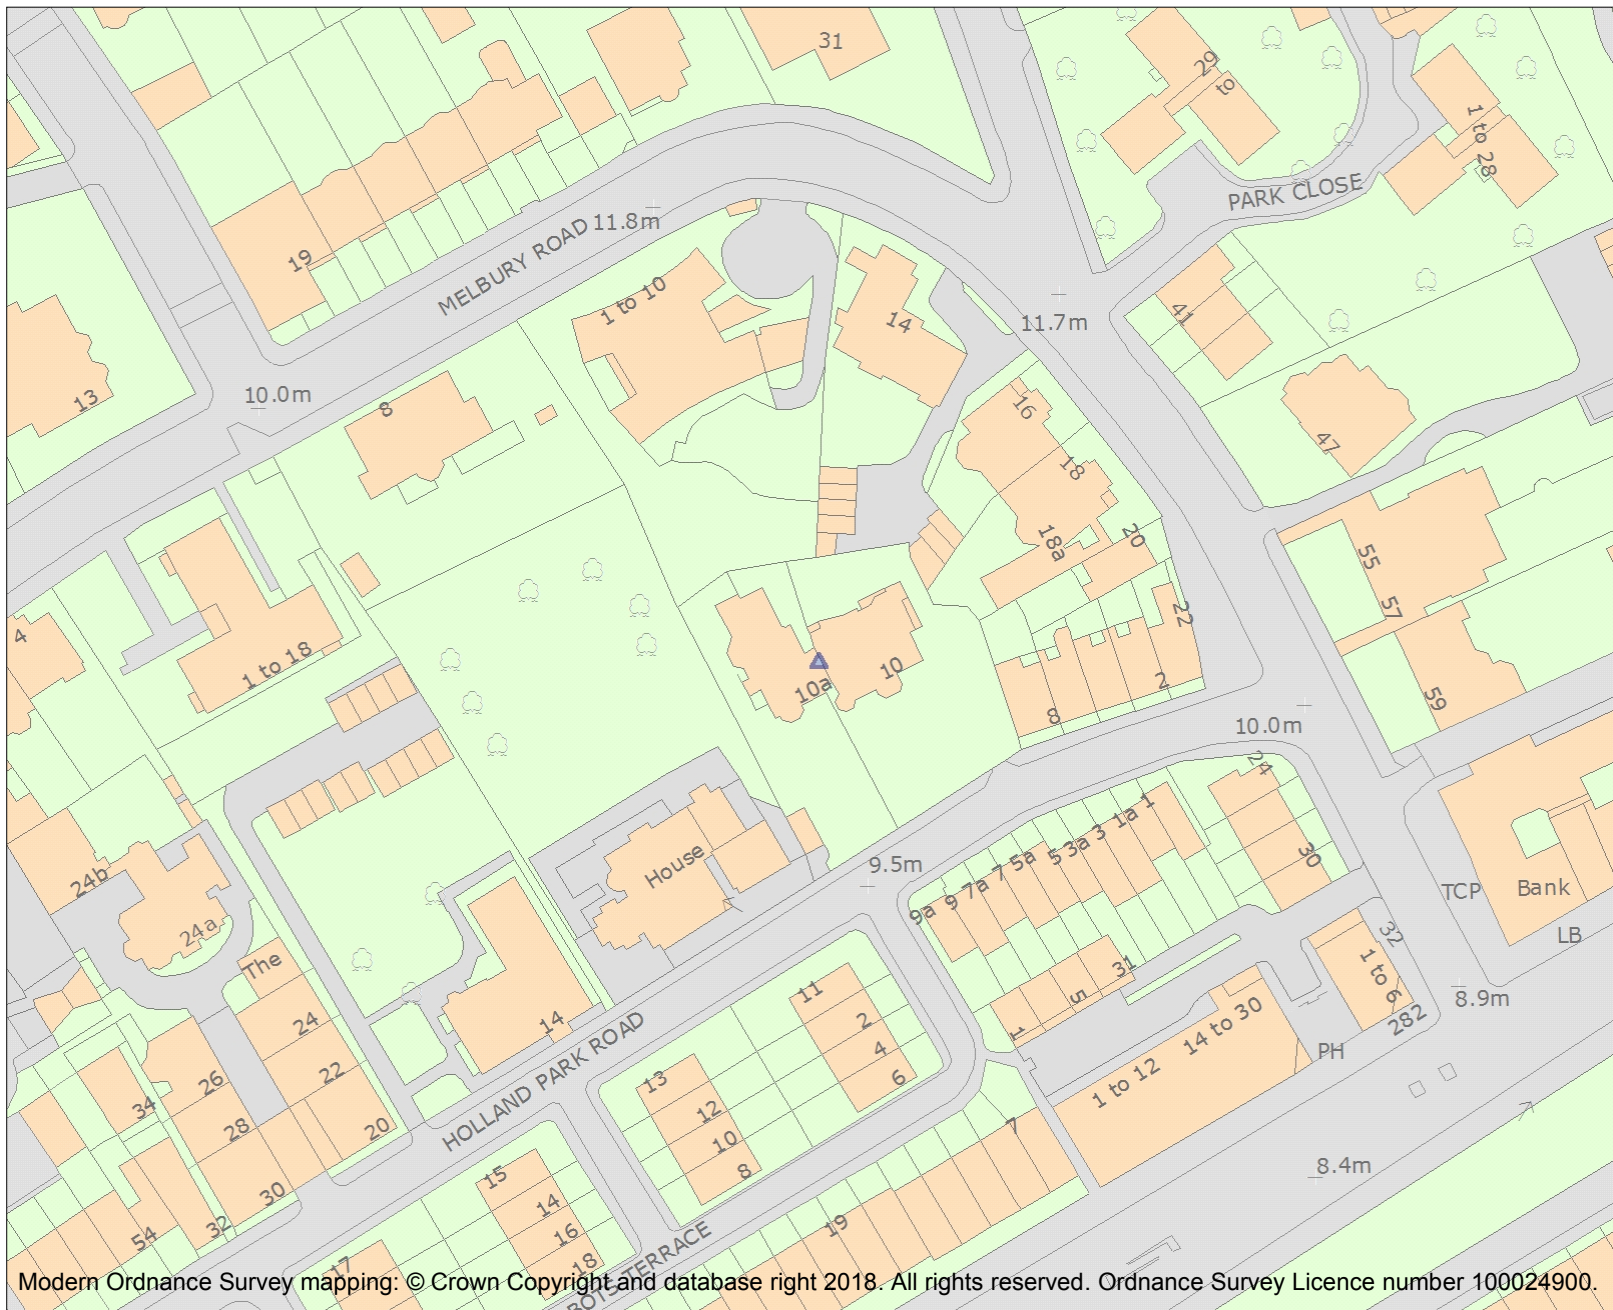 31
29
to
1 to 28
PARK CLOSE
19
MELBURY ROAD
11.8m
1 to 10
14
11.7m
41
13
10.0m
8
16
18
47
18a
20
55
57
4
1 to 18
22
10a
10
2
8
59
10.0m
24
24b
24a
House
9.5m
9a 9 7a 7 5a 5 3a 3 1a 1
30
TCP
Bank
LB
The
32
1 to 6
282
8.9m
PH
31
5
1
14 to 30
1 to 12
14
HOLLAND PARK ROAD
11
2
4
6
24
22
20
26
28
30
34
32
54
13
12
10
8
7
8.4m
15
14
16
18
17
19
BOTS TERRACE
Modern Ordnance Survey mapping: © Crown Copyright and database right 2018. All rights reserved. Ordnance Survey Licence number 100024900.